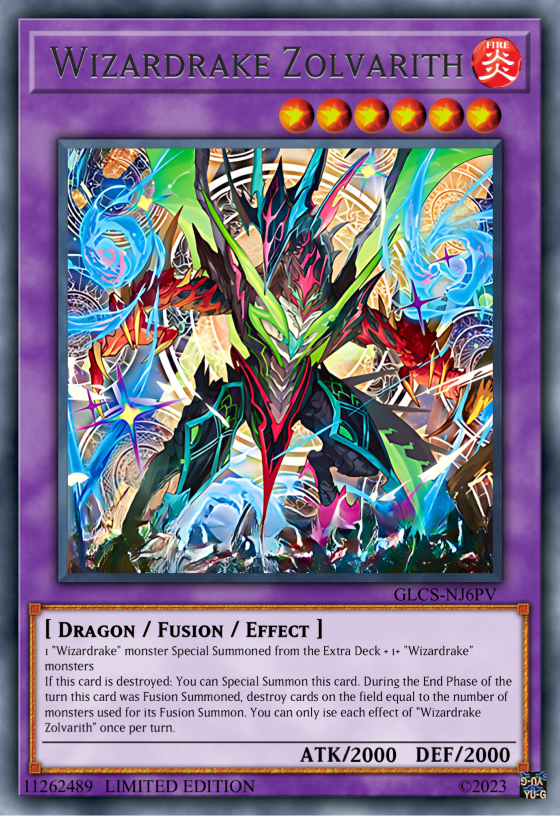 Wizardrake Zolvarith
FIRE
炎
GLCS-NJ6PV
[ Dragon / Fusion / Effect ]
1 "Wizardrake" monster Special Summoned from the Extra Deck + 1+ "Wizardrake"
monsters
If this card is destroyed: You can Special Summon this card. During the End Phase of the
turn this card was Fusion Summoned, destroy cards on the field equal to the number of
monsters used for its Fusion Summon. You can only ise each effect of "Wizardrake
Zolvarith" once per turn.
ATK/2000 DEF/2000
11262489 LIMITED EDITION
©2023
YU-G
YU-G